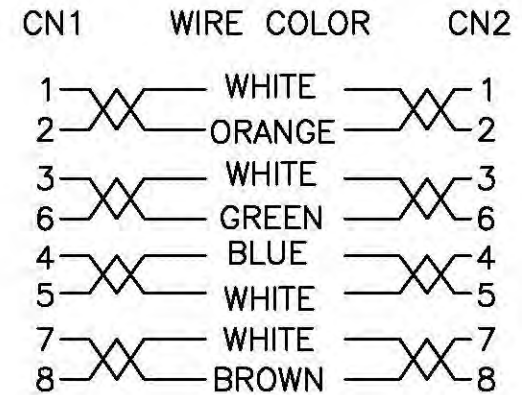 CN1 WIRE COLOR CN2
1 WHITE 1
2 ORANGE 2
3 WHITE 3
6 GREEN 6
4 BLUE 4
5 WHITE 5
7 WHITE 7
8 BROWN 8